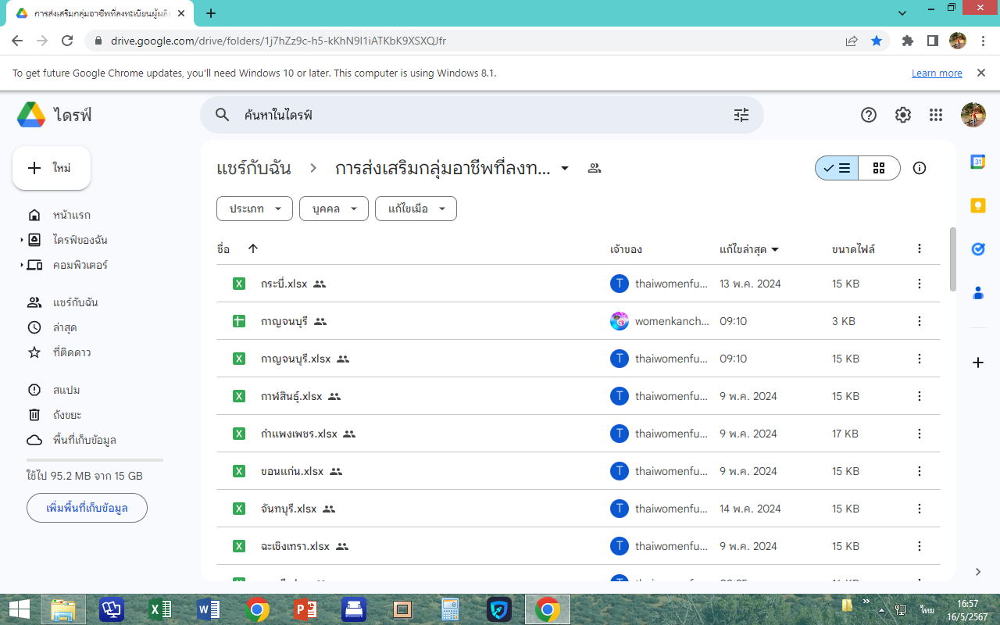 การส่งเสริมกลุ่มอาชีพที่ลงทะเบียนผู้ผลิต
drive.google.com/drive/folders/1j7hZz9c-h5-kKhN9I1iATKbK9XSXQJfr
To get future Google Chrome updates, you'll need Windows 10 or later. This computer is using Windows 8.1.
Learn more
ไดรฟ์
ค้นหาในไดรฟ์
ใหม่
หน้าแรก
ไดรฟ์ของฉัน
คอมพิวเตอร์
แชร์กับฉัน
ล่าสุด
ที่ติดดาว
สแปม
ถังขยะ
พื้นที่เก็บข้อมูล
ใช้ไป 95.2 MB จาก 15 GB
เพิ่มพื้นที่เก็บข้อมูล
แชร์กับฉัน
การส่งเสริมกลุ่มอาชีพที่ลงท...
ประเภท
บุคคล
แก้ไขเมื่อ
ชื่อ เจ้าของ แก้ไขล่าสุด ขนาดไฟล์
กระบี่.xlsx thaiwomenfu... 13 พ.ค. 2024 15 KB
กาญจนบุรี womenkanch... 09:10 3 KB
กาญจนบุรี.xlsx thaiwomenfu... 09:10 15 KB
กาฬสินธุ์.xlsx thaiwomenfu... 9 พ.ค. 2024 15 KB
กำแพงเพชร.xlsx thaiwomenfu... 9 พ.ค. 2024 17 KB
ขอนแก่น.xlsx thaiwomenfu... 9 พ.ค. 2024 15 KB
จันทบุรี.xlsx thaiwomenfu... 14 พ.ค. 2024 15 KB
ฉะเชิงเทรา.xlsx thaiwomenfu... 9 พ.ค. 2024 15 KB
31
ไทย
16:57
16/5/2567